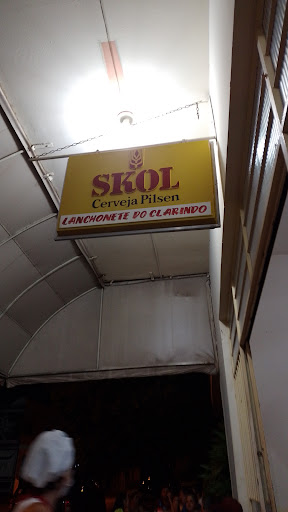 SKOL
Cerveja Pilsen
LANCHONETE DO CLARINDO